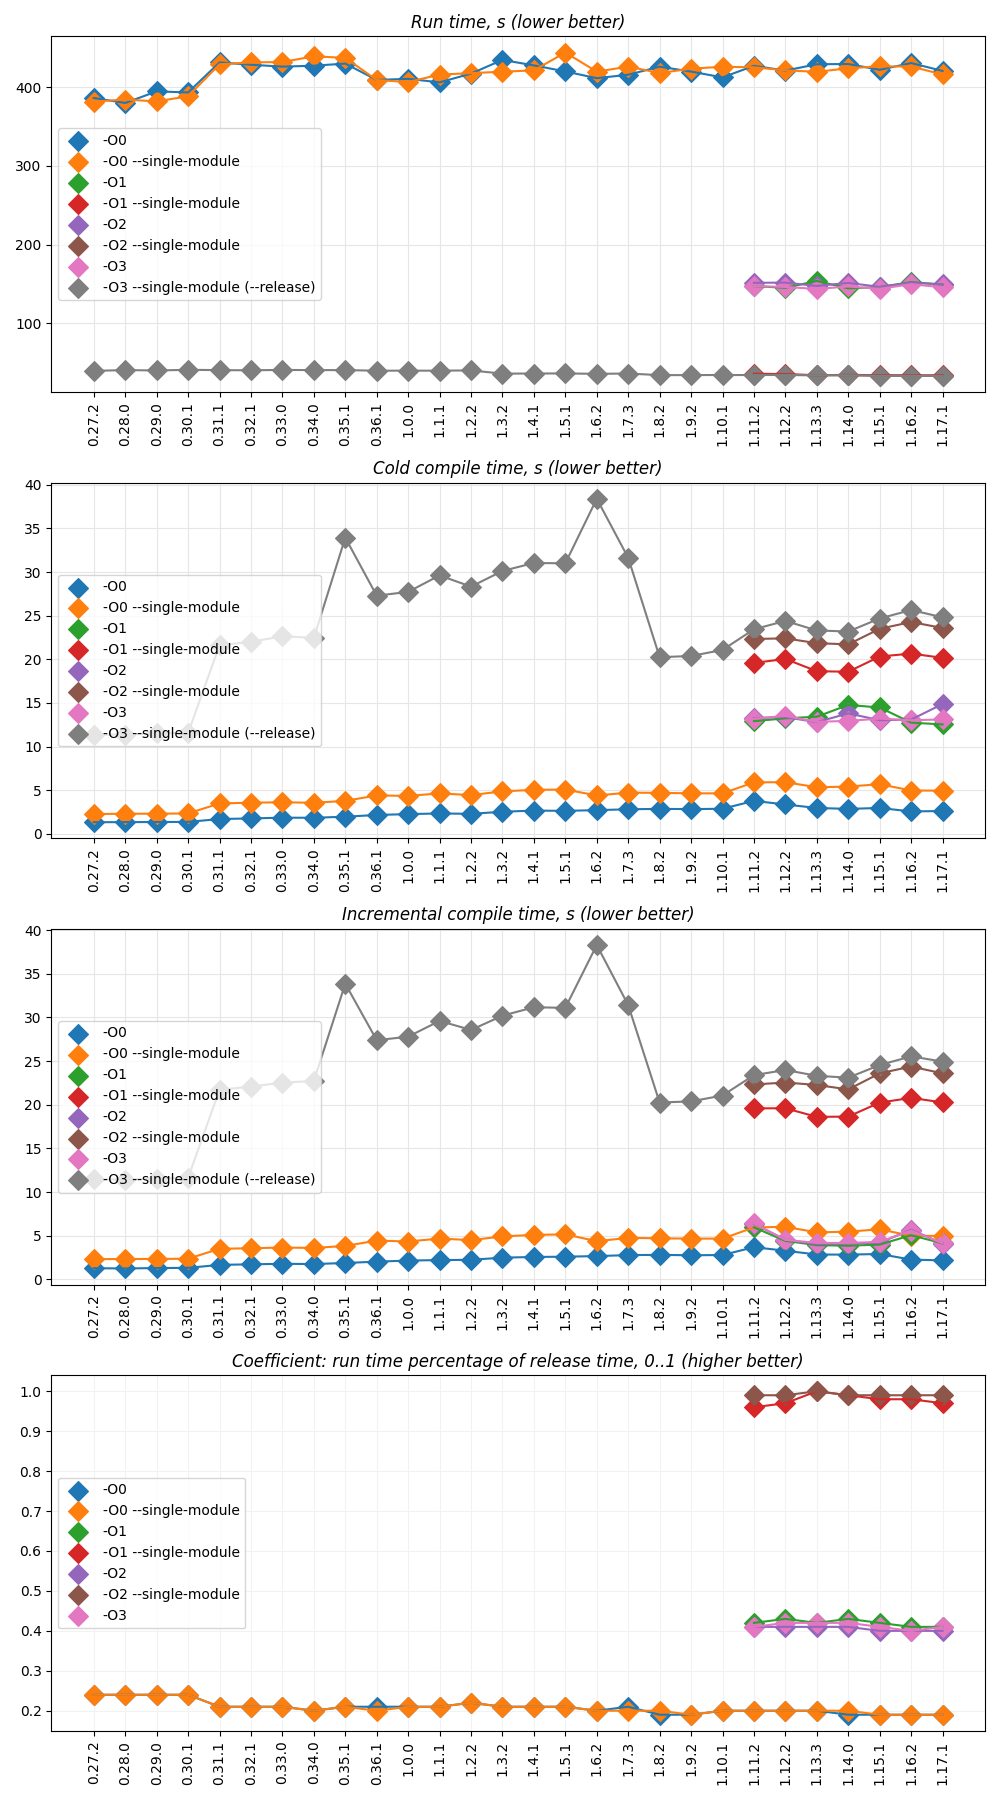 Run time, s (lower better)
400
300
200
100
-O0
-O0 --single-module
-O1
-O1 --single-module
-O2
-O2 --single-module
-O3
-O3 --single-module (--release)
0.27.2 0.28.0 0.29.0 0.30.1 0.31.1 0.32.1 0.33.0 0.34.0 0.35.1 0.36.1 1.0.0 1.1.1 1.2.2 1.3.2 1.4.1 1.5.1 1.6.2 1.7.3 1.8.2 1.9.2 1.10.1 1.11.2 1.12.2 1.13.3 1.14.0 1.15.1 1.16.2 1.17.1
Cold compile time, s (lower better)
40
35
30
25
20
15
10
5
0
-O0
-O0 --single-module
-O1
-O1 --single-module
-O2
-O2 --single-module
-O3
-O3 --single-module (--release)
0.27.2 0.28.0 0.29.0 0.30.1 0.31.1 0.32.1 0.33.0 0.34.0 0.35.1 0.36.1 1.0.0 1.1.1 1.2.2 1.3.2 1.4.1 1.5.1 1.6.2 1.7.3 1.8.2 1.9.2 1.10.1 1.11.2 1.12.2 1.13.3 1.14.0 1.15.1 1.16.2 1.17.1
Incremental compile time, s (lower better)
40
35
30
25
20
15
10
5
0
-O0
-O0 --single-module
-O1
-O1 --single-module
-O2
-O2 --single-module
-O3
-O3 --single-module (--release)
0.27.2 0.28.0 0.29.0 0.30.1 0.31.1 0.32.1 0.33.0 0.34.0 0.35.1 0.36.1 1.0.0 1.1.1 1.2.2 1.3.2 1.4.1 1.5.1 1.6.2 1.7.3 1.8.2 1.9.2 1.10.1 1.11.2 1.12.2 1.13.3 1.14.0 1.15.1 1.16.2 1.17.1
Coefficient: run time percentage of release time, 0..1 (higher better)
1.0
0.9
0.8
0.7
0.6
0.5
0.4
0.3
0.2
-O0
-O0 --single-module
-O1
-O1 --single-module
-O2
-O2 --single-module
-O3
0.27.2 0.28.0 0.29.0 0.30.1 0.31.1 0.32.1 0.33.0 0.34.0 0.35.1 0.36.1 1.0.0 1.1.1 1.2.2 1.3.2 1.4.1 1.5.1 1.6.2 1.7.3 1.8.2 1.9.2 1.10.1 1.11.2 1.12.2 1.13.3 1.14.0 1.15.1 1.16.2 1.17.1